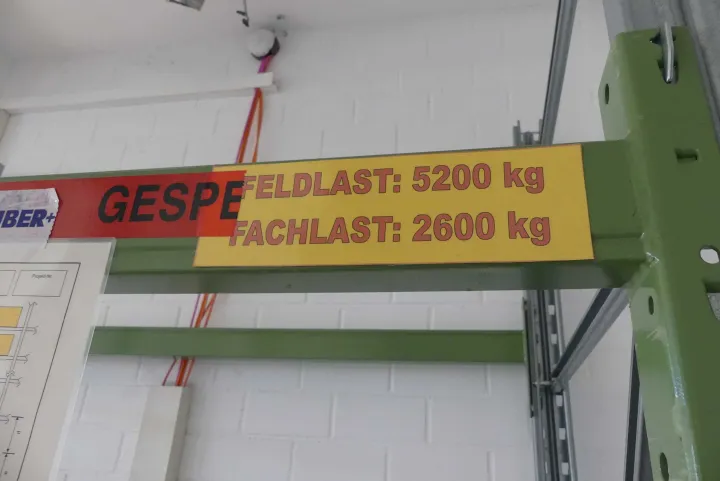 FELDLAST: 5200 kg
GESPE
FACHLAST: 2600 kg
UBER+